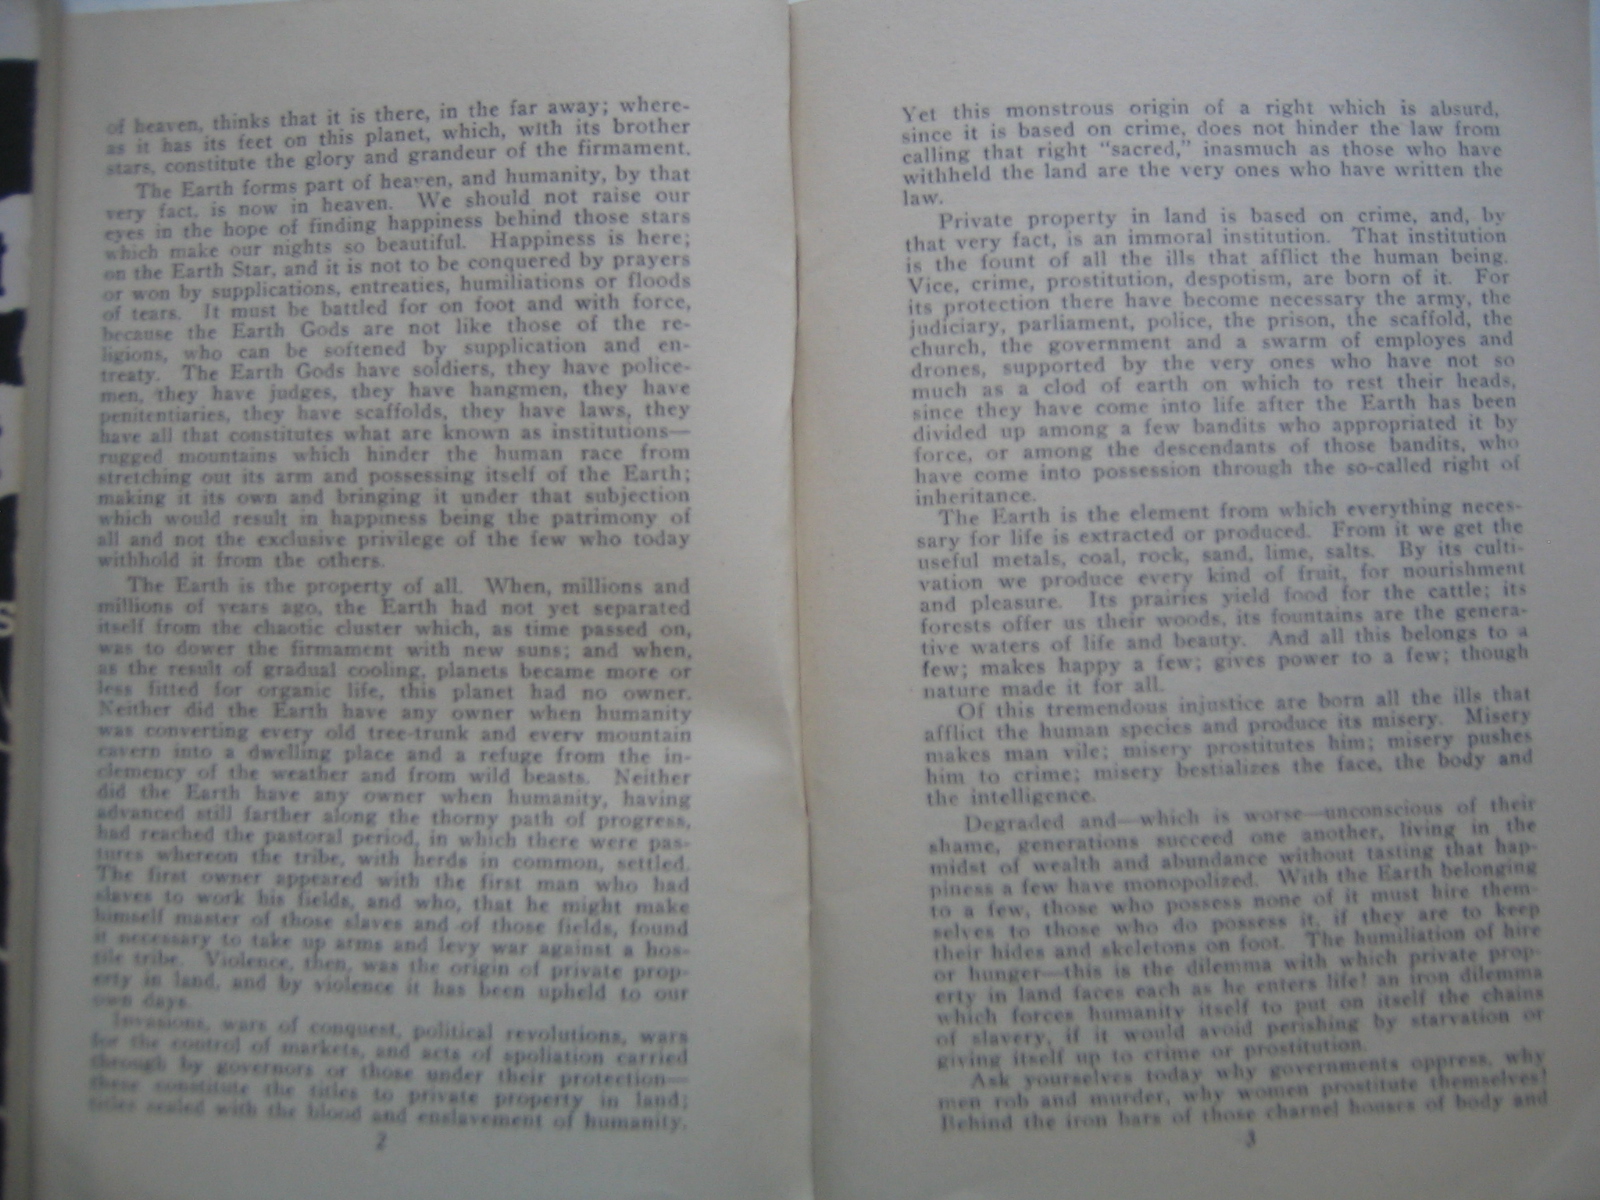 of heaven, thinks that it is there, in the far away; where-
as it has its feet on this planet, which, with its brother
stars, constitute the glory and grandeur of the firmament.
The Earth forms part of heaven, and humanity, by that
very fact, is now in heaven. We should not raise our
eyes in the hope of finding happiness behind those stars
which make our nights so beautiful. Happiness is here;
on the Earth Star, and it is not to be conquered by prayers
or won by supplications, entreaties, humiliations or floods
of tears. It must be battled for on foot and with force,
because the Earth Gods are not like those of the re-
ligions, who can be softened by supplication and en-
treaty. The Earth Gods have soldiers, they have police-
men, they have judges, they have hangmen, they have
penitentiaries, they have scaffolds, they have laws, they
have all that constitutes what are known as institutions—
rugged mountains which hinder the human race from
stretching out its arm and possessing itself of the Earth;
making it its own and bringing it under that subjection
which would result in happiness being the patrimony of
all and not the exclusive privilege of the few who today
withhold it from the others.
The Earth is the property of all. When, millions and
millions of years ago, the Earth had not yet separated
itself from the chaotic cluster which, as time passed on,
was to dower the firmament with new suns; and when,
as the result of gradual cooling, planets became more or
less fitted for organic life, this planet had no owner.
Neither did the Earth have any owner when humanity
was converting every old tree-trunk and every mountain
cavern into a dwelling place and a refuge from the in-
clemency of the weather and from wild beasts. Neither
did the Earth have any owner when humanity, having
advanced still farther along the thorny path of progress,
had reached the pastoral period, in which there were pas-
tures whereon the tribe, with herds in common, settled.
The first owner appeared with the first man who had
slaves to work his fields, and who, that he might make
himself master of those slaves and of those fields, found
it necessary to take up arms and levy war against a hos-
tile tribe. Violence, then, was the origin of private prop-
erty in land, and by violence it has been upheld to our
own days.
Invasions, wars of conquest, political revolutions, wars
for the control of markets, and acts of spoliation carried
through by governors or those under their protection—
these constitute the titles to private property in land;
titles sealed with the blood and enslavement of humanity.
2
Yet this monstrous origin of a right which is absurd,
since it is based on crime, does not hinder the law from
calling that right "sacred," inasmuch as those who have
withheld the land are the very ones who have written the
law.
Private property in land is based on crime, and, by
that very fact, is an immoral institution. That institution
is the fount of all the ills that afflict the human being.
Vice, crime, prostitution, despotism, are born of it. For
its protection there have become necessary the army, the
judiciary, parliament, police, the prison, the scaffold, the
church, the government and a swarm of employes and
drones, supported by the very ones who have not so
much as a clod of earth on which to rest their heads,
since they have come into life after the Earth has been
divided up among a few bandits who appropriated it by
force, or among the descendants of those bandits, who
have come into possession through the so-called right of
inheritance.
The Earth is the element from which everything neces-
sary for life is extracted or produced. From it we get the
useful metals, coal, rock, sand, lime, salts. By its culti-
vation we produce every kind of fruit, for nourishment
and pleasure. Its prairies yield food for the cattle; its
forests offer us their woods, its fountains are the genera-
tive waters of life and beauty. And all this belongs to a
few; makes happy a few; gives power to a few; though
nature made it for all.
Of this tremendous injustice are born all the ills that
afflict the human species and produce its misery. Misery
makes man vile; misery prostitutes him; misery pushes
him to crime; misery bestializes the face, the body and
the intelligence.
Degraded and—which is worse—unconscious of their
shame, generations succeed one another, living in the
midst of wealth and abundance without tasting that hap-
piness a few have monopolized. With the Earth belonging
to a few, those who possess none of it must hire them-
selves to those who do possess it, if they are to keep
their hides and skeletons on foot. The humiliation of hire
or hunger—this is the dilemma with which private prop-
erty in land faces each as he enters life! an iron dilemma
which forces humanity itself to put on itself the chains
of slavery, if it would avoid perishing by starvation or
giving itself up to crime or prostitution.
Ask yourselves today why governments oppress, why
men rob and murder, why women prostitute themselves!
Behind the iron bars of those charnel houses of body and
3